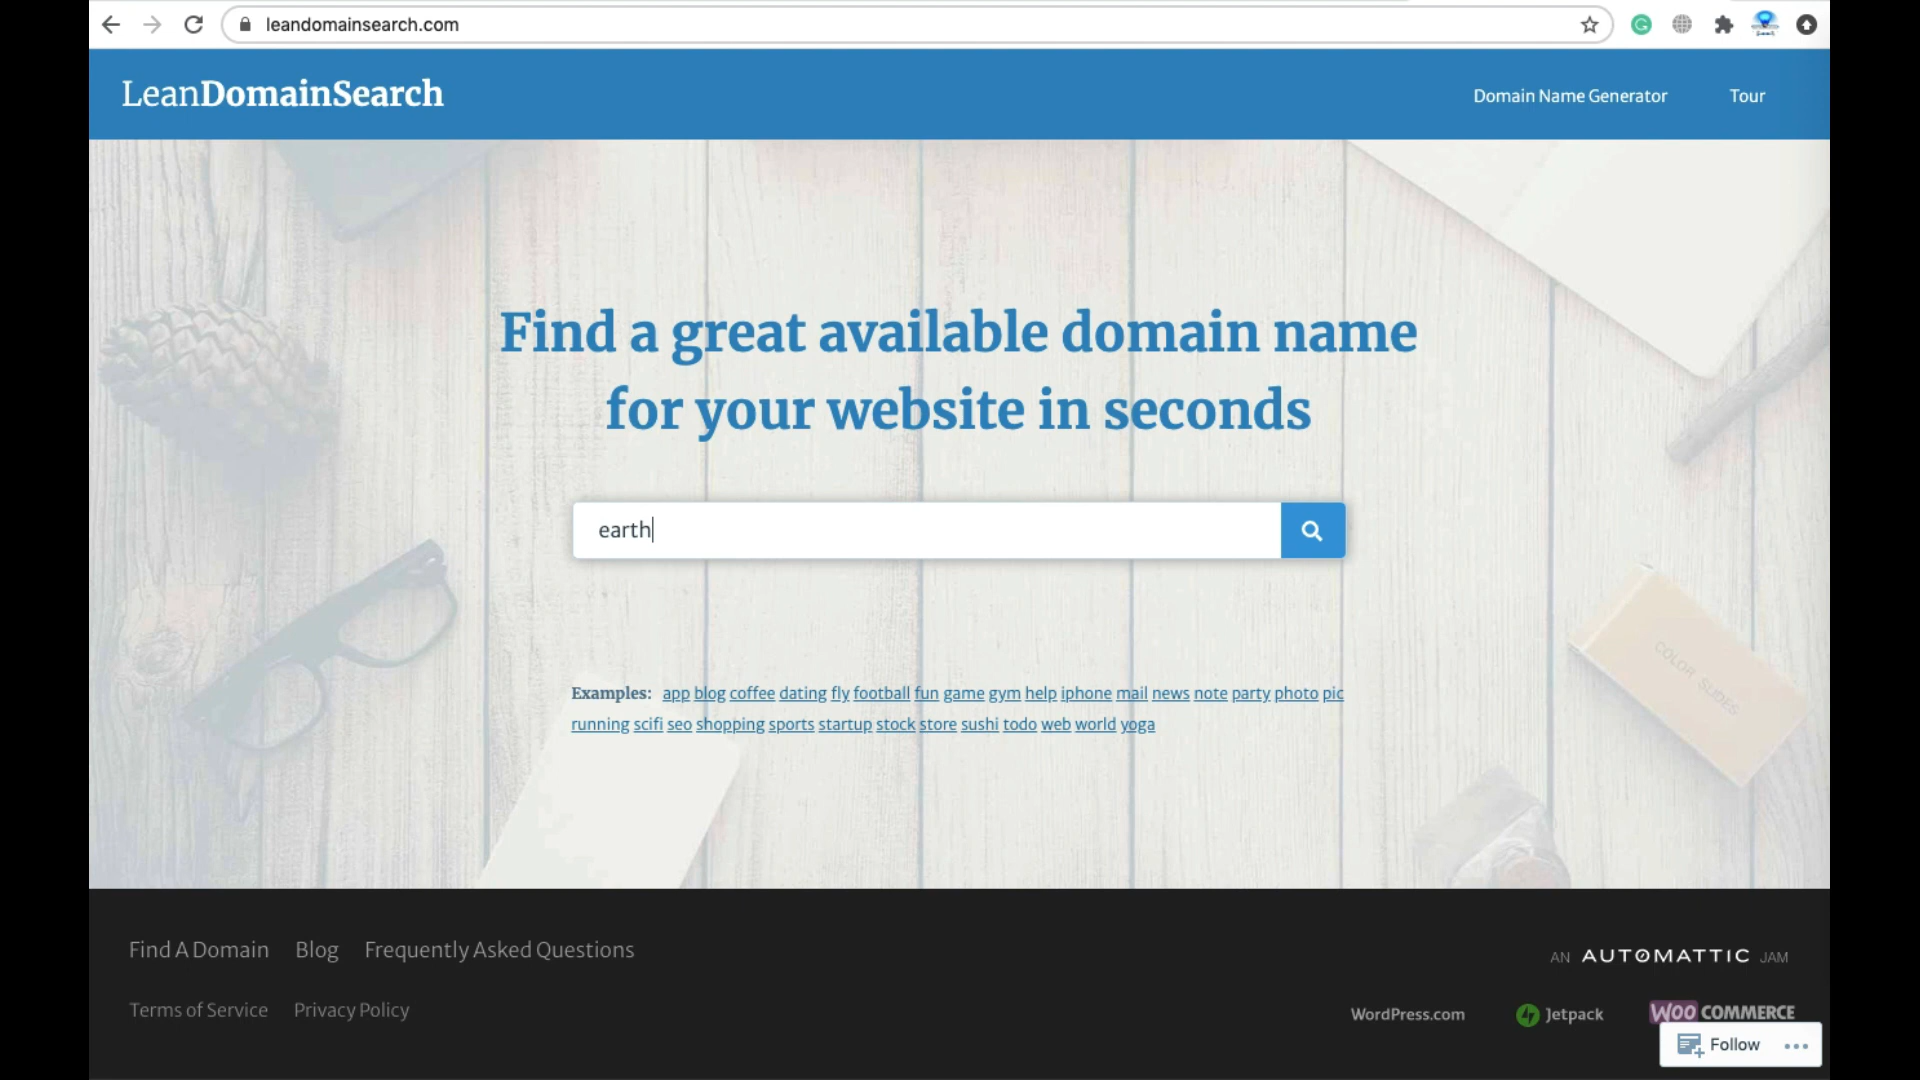 leandomainsearch.com
LeanDomainSearch
Domain Name Generator
Tour
Find a great available domain name
for your website in seconds
earth
COLOR SLIDES
Examples: app blog coffee dating fly football fun game gym help iphone mail news note party photo pic
running scifi seo shopping sports startup stock store sushi todo web world yoga
Find A Domain Blog Frequently Asked Questions
AN AUTOMATTIC JAM
Terms of Service Privacy Policy
WordPress.com Jetpack WOO COMMERCE
Follow